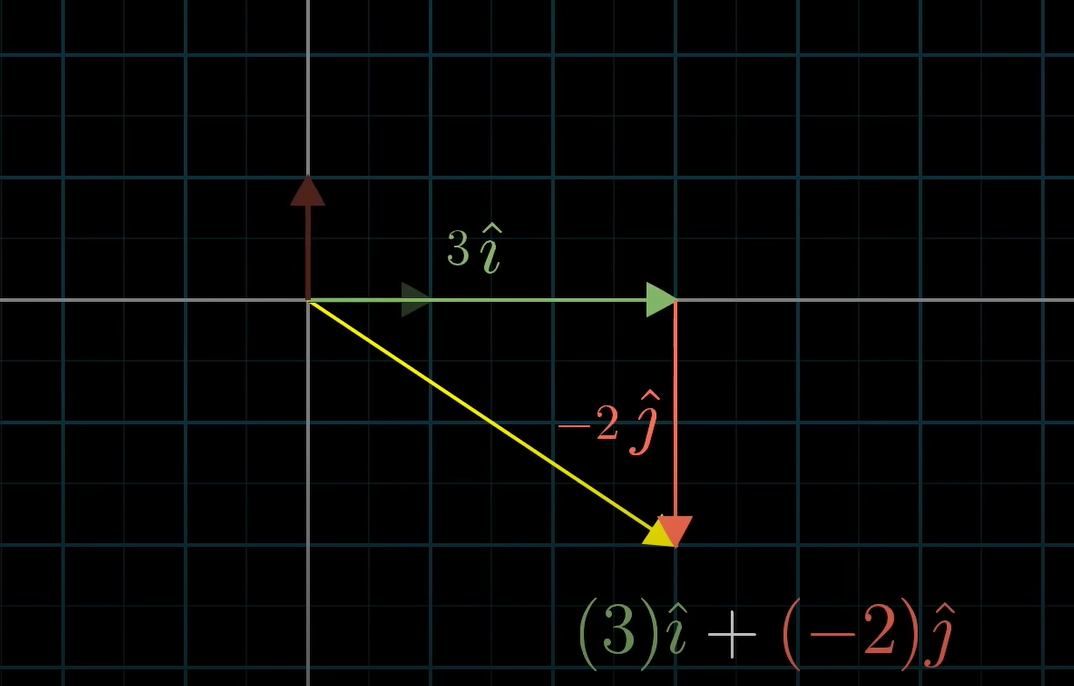 3 î
−2 ĵ
(3)î + (−2)ĵ